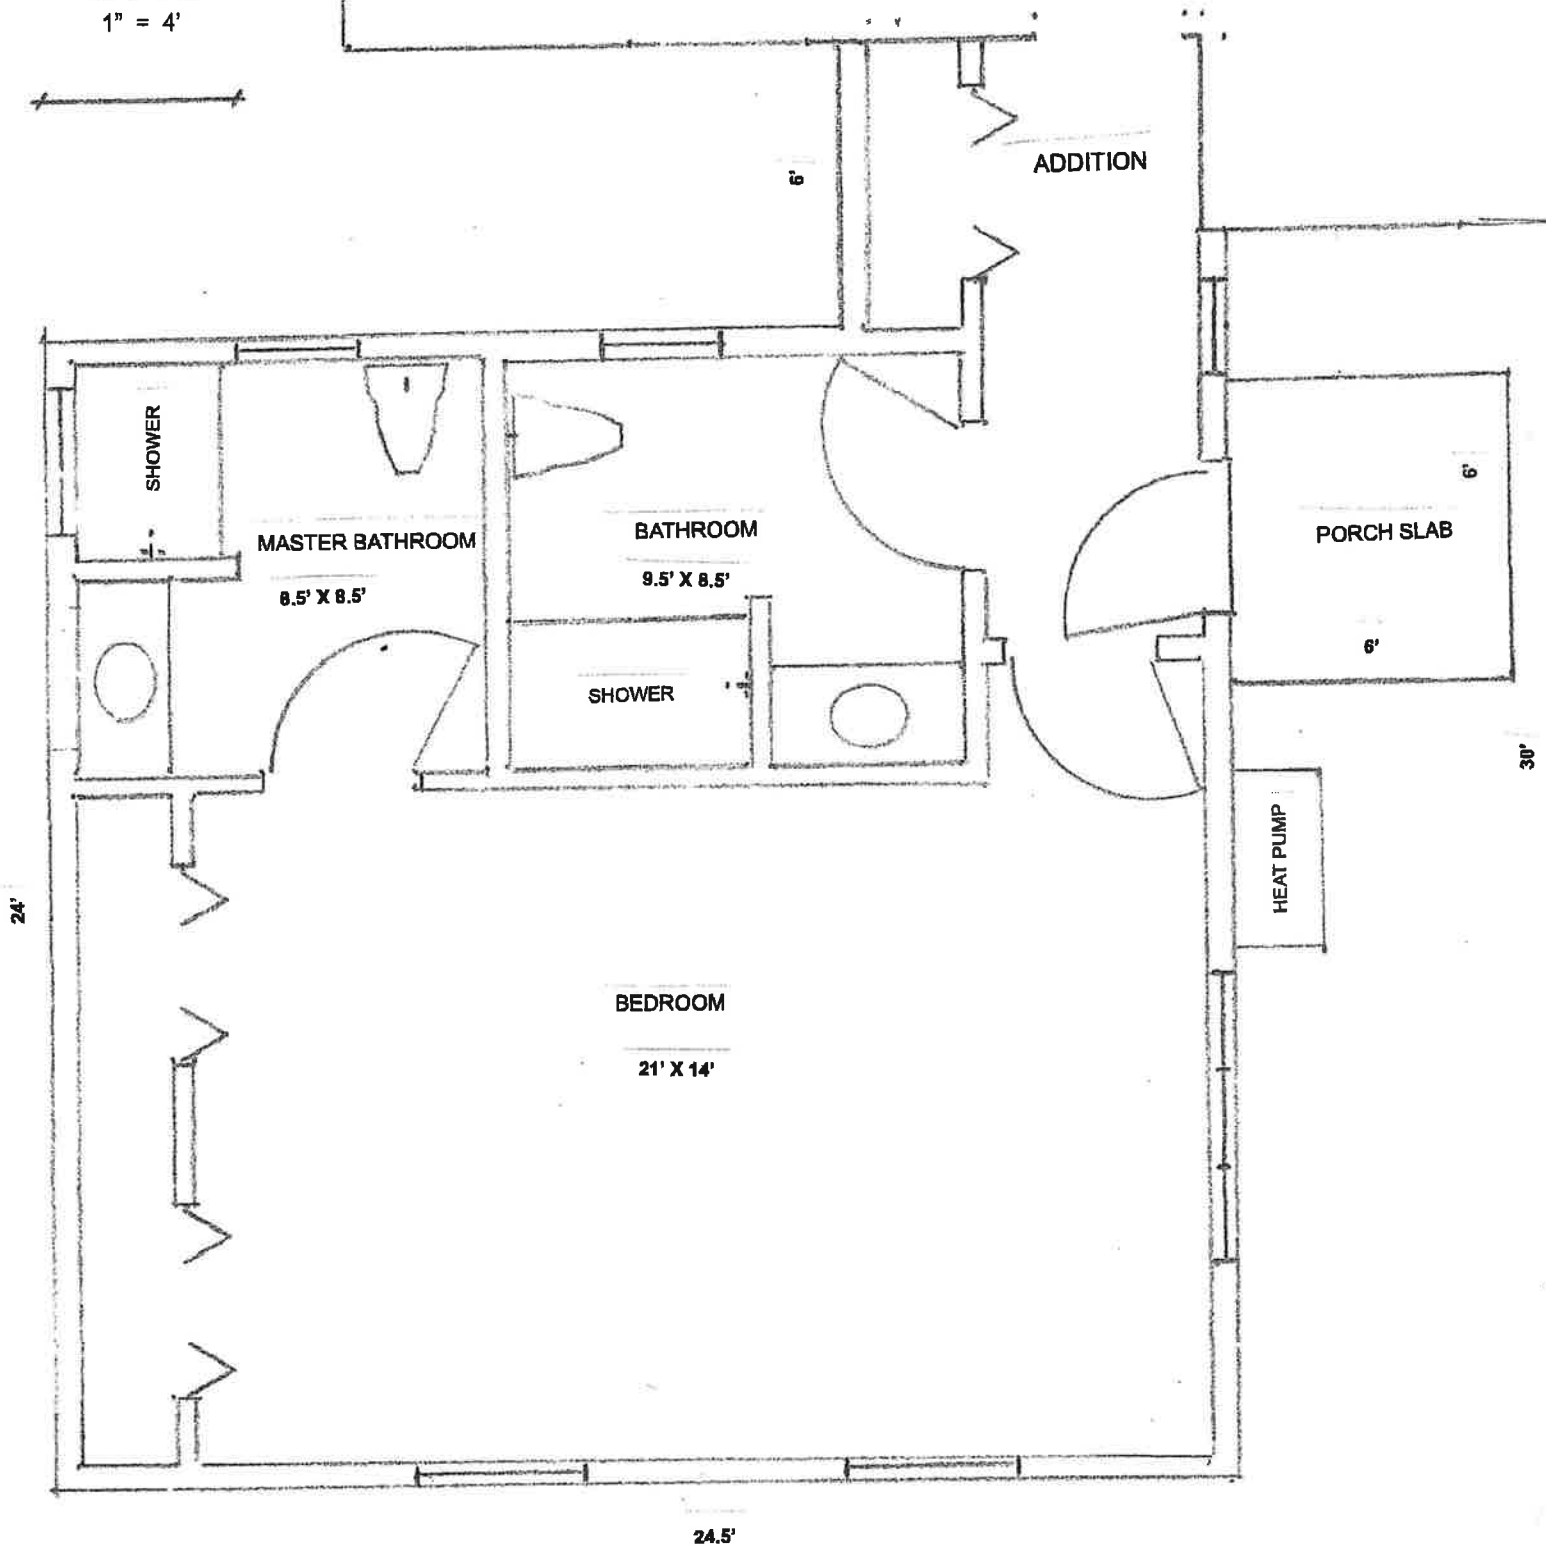 1" = 4'
ADDITION
6'
SHOWER
MASTER BATHROOM
8.5' X 8.5'
BATHROOM
9.5' X 8.5'
SHOWER
6'
PORCH SLAB
6'
30'
HEAT PUMP
24'
BEDROOM
21' X 14'
24.5'